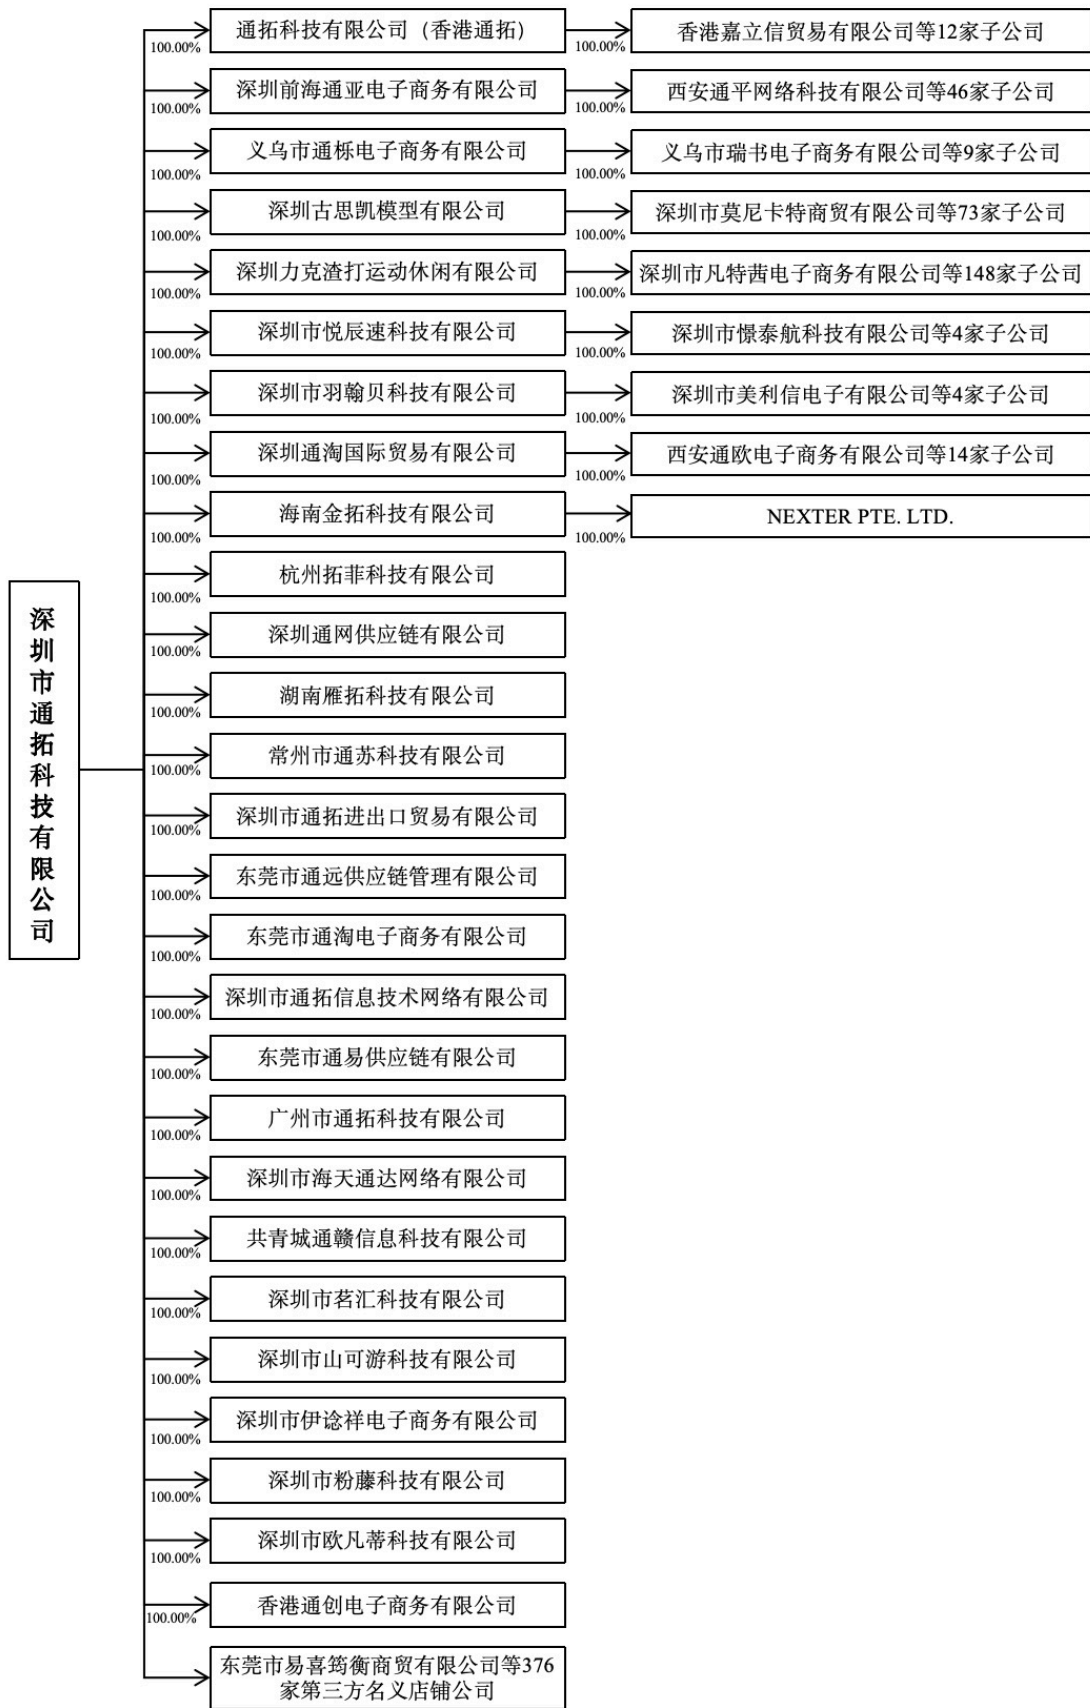 通拓科技有限公司（香港通拓）
100.00%
香港嘉立信贸易有限公司等12家子公司
100.00%
深圳前海通亚电子商务有限公司
100.00%
西安通平网络科技有限公司等46家子公司
100.00%
义乌市通栎电子商务有限公司
100.00%
义乌市瑞书电子商务有限公司等9家子公司
100.00%
深圳古思凯模型有限公司
100.00%
深圳市莫尼卡特商贸有限公司等73家子公司
100.00%
深圳力克渣打运动休闲有限公司
100.00%
深圳市凡特茜电子商务有限公司等148家子公司
100.00%
深圳市悦辰速科技有限公司
100.00%
深圳市憬泰航科技有限公司等4家子公司
100.00%
深圳市羽翰贝科技有限公司
100.00%
深圳市美利信电子有限公司等4家子公司
100.00%
深圳通淘国际贸易有限公司
100.00%
西安通欧电子商务有限公司等14家子公司
100.00%
海南金拓科技有限公司
100.00%
NEXTER PTE. LTD.
100.00%
杭州拓菲科技有限公司
100.00%
深圳市通拓科技有限公司
深圳通网供应链有限公司
100.00%
湖南雁拓科技有限公司
100.00%
常州市通苏科技有限公司
100.00%
深圳市通拓进出口贸易有限公司
100.00%
东莞市通远供应链管理有限公司
100.00%
东莞市通淘电子商务有限公司
100.00%
深圳市通拓信息技术网络有限公司
100.00%
东莞市通易供应链有限公司
100.00%
广州市通拓科技有限公司
100.00%
深圳市海天通达网络有限公司
100.00%
共青城通赣信息科技有限公司
100.00%
深圳市茗汇科技有限公司
100.00%
深圳市山可游科技有限公司
100.00%
深圳市伊谂祥电子商务有限公司
100.00%
深圳市粉藤科技有限公司
100.00%
深圳市欧凡蒂科技有限公司
100.00%
香港通创电子商务有限公司
100.00%
东莞市易喜筠衡商贸有限公司等376
家第三方名义店铺公司